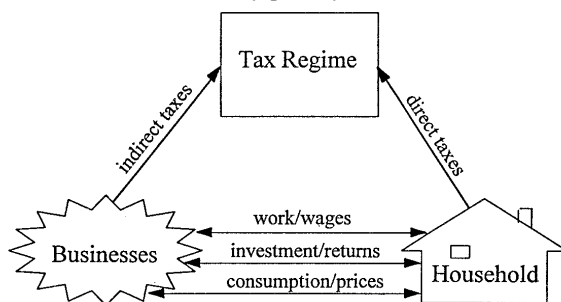 Tax Regime
indirect taxes
direct taxes
work/wages
Businesses
investment/returns
Household
consumption/prices